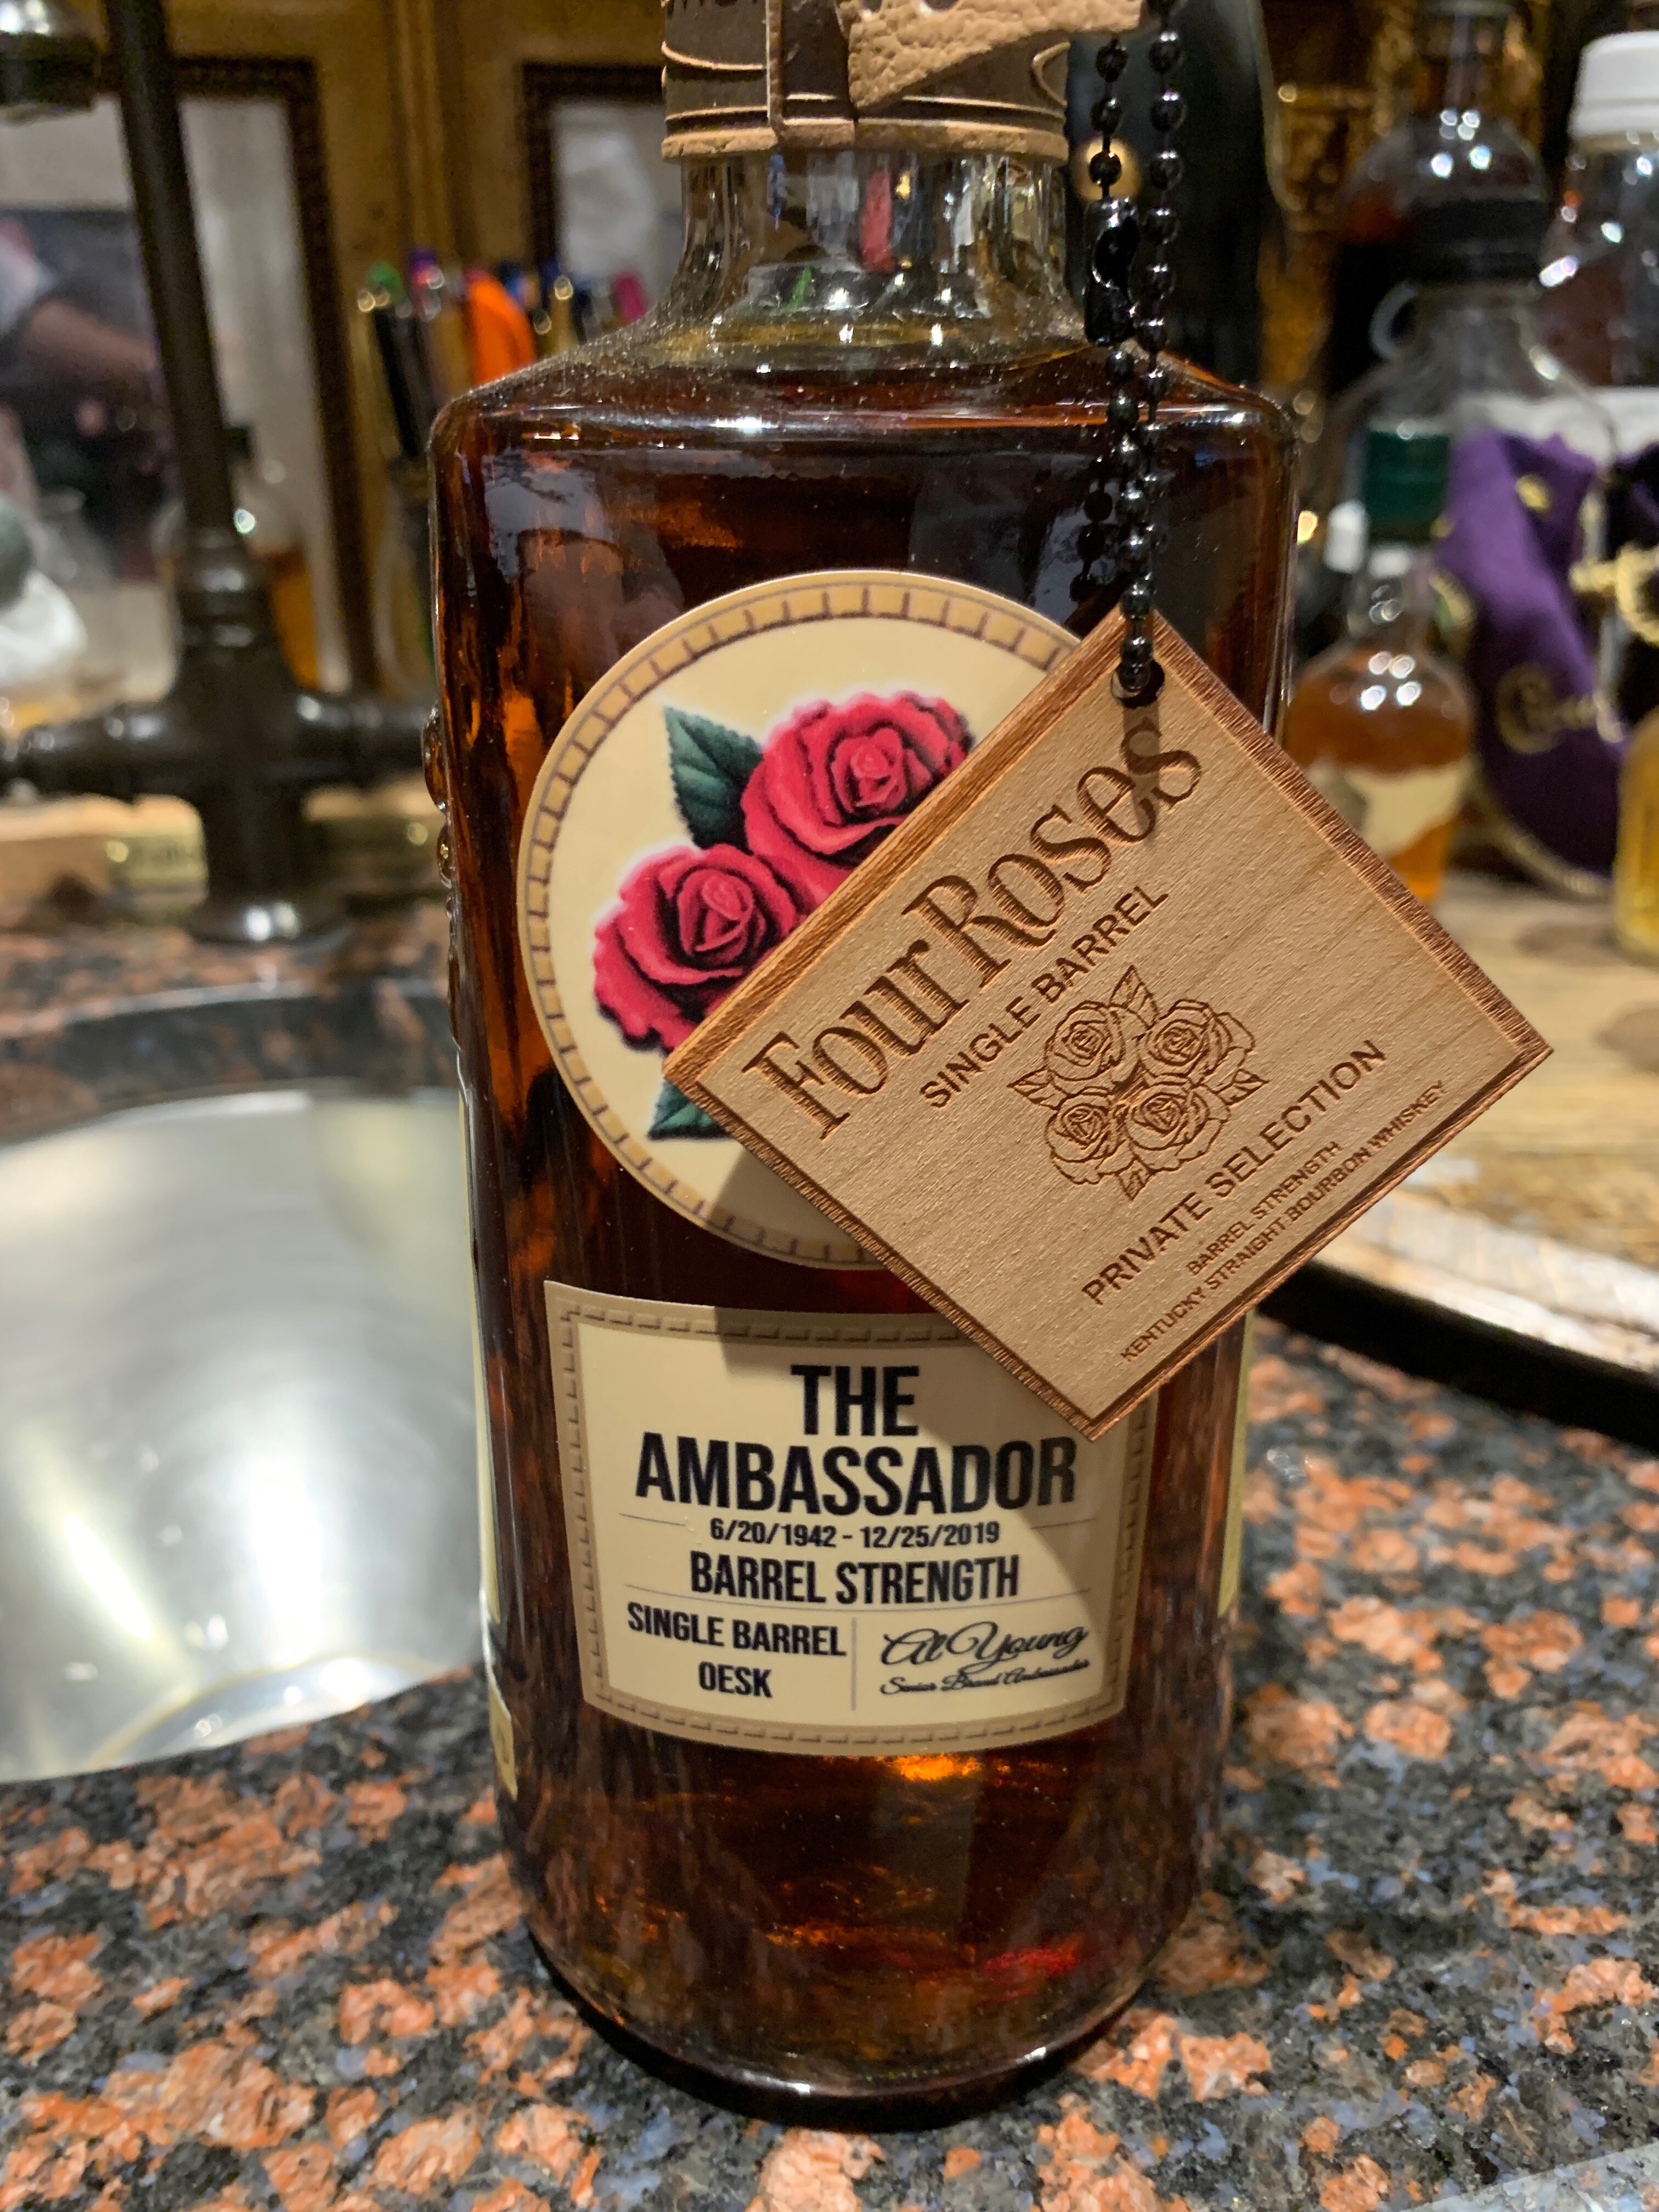 Four Roses
SINGLE BARREL
PRIVATE SELECTION
BARREL STRENGTH
KENTUCKY STRAIGHT BOURBON WHISKEY
THE
AMBASSADOR
6/20/1942 - 12/25/2019
BARREL STRENGTH
SINGLE BARREL
OESK
Al Young
Senior Brand Ambassador